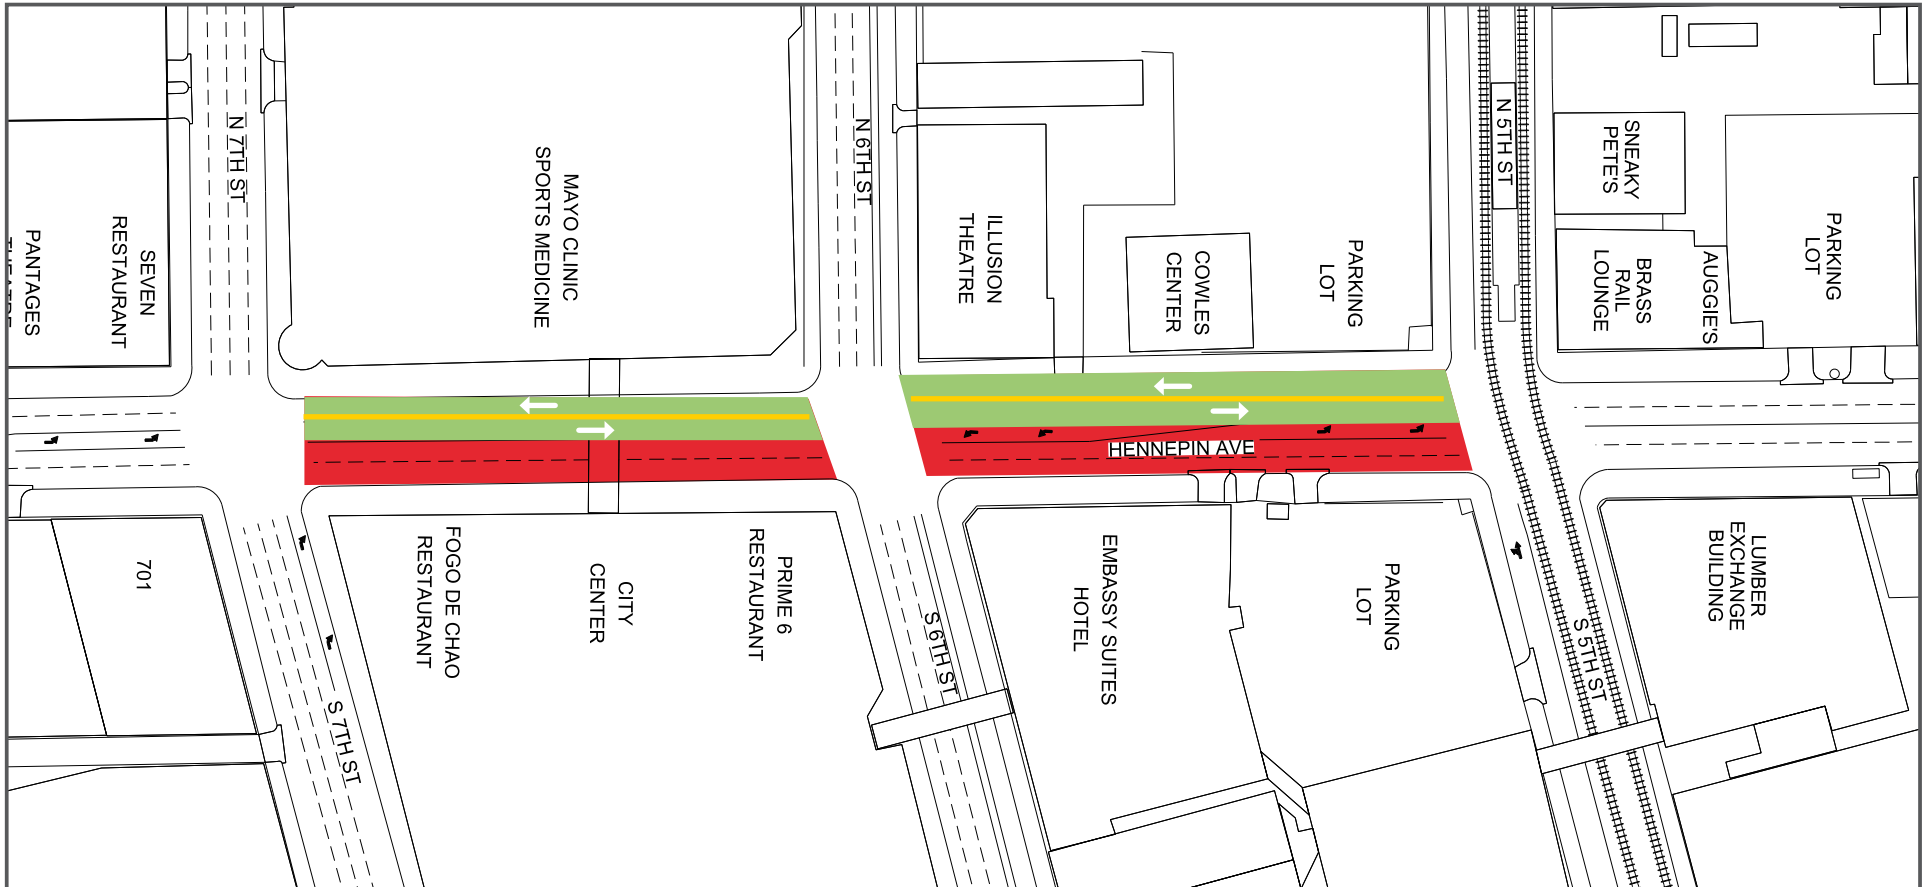 N 7TH ST
N 6TH ST
N 5TH ST
SNEAKY
PETE'S
MAYO CLINIC
SPORTS MEDICINE
SEVEN
RESTAURANT
PANTAGES
THEATRE
ILLUSION
THEATRE
COWLES
CENTER
PARKING
LOT
BRASS
RAIL
LOUNGE
AUGGIE'S
PARKING
LOT
HENNEPIN AVE
701
S 7TH ST
FOGO DE CHAO
RESTAURANT
CITY
CENTER
PRIME 6
RESTAURANT
S 6TH ST
EMBASSY SUITES
HOTEL
PARKING
LOT
S 5TH ST
LUMBER
EXCHANGE
BUILDING